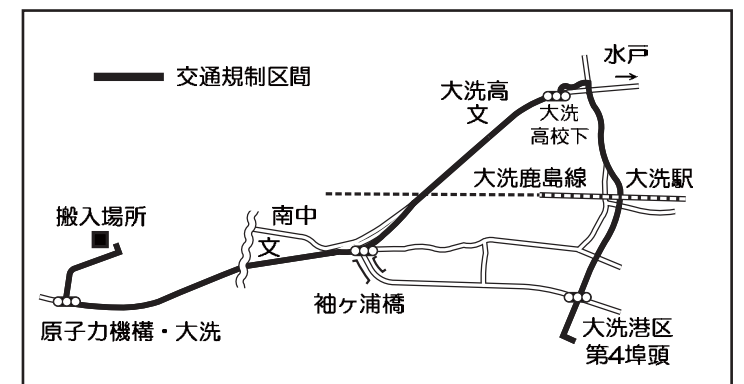 水戸
→
交通規制区間
大洗高
文
大洗
高校下
大洗鹿島線
大洗駅
搬入場所
南中
文
袖ヶ浦橋
原子力機構・大洗
大洗港区
第4埠頭